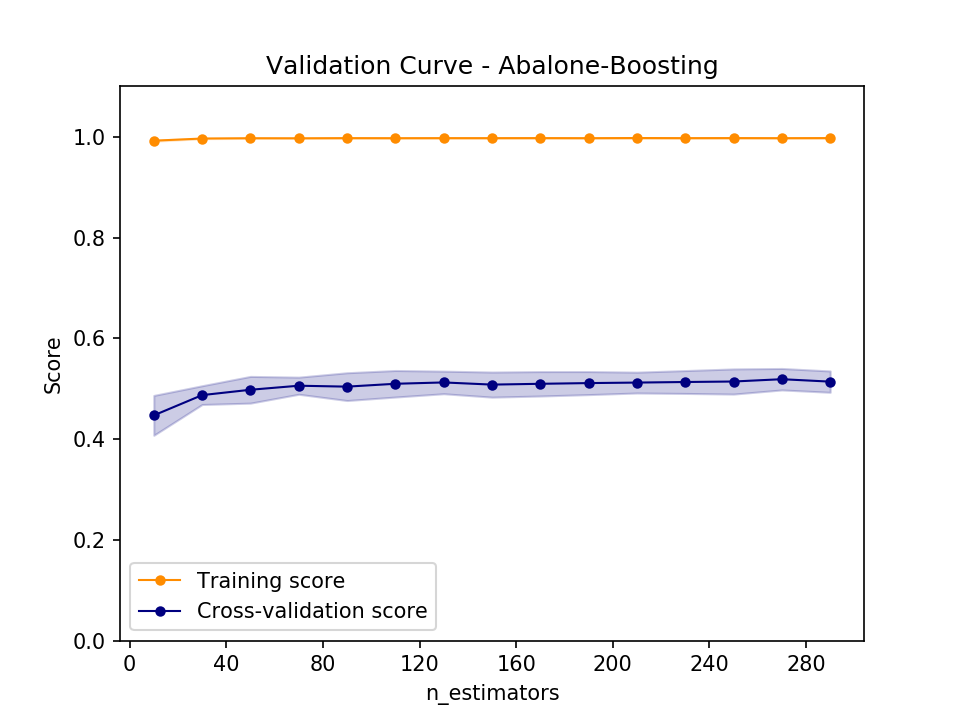 Validation Curve - Abalone-Boosting
1.0
0.8
0.6
0.4
0.2
0.0
Score
Training score
Cross-validation score
0 40 80 120 160 200 240 280
n_estimators